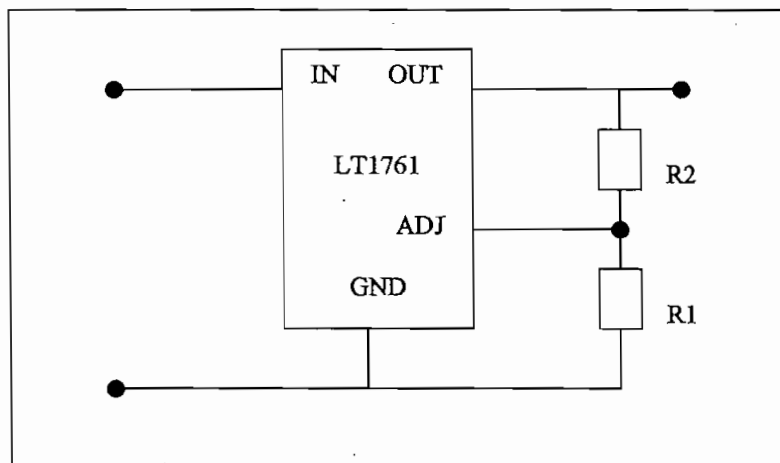 IN OUT
LT1761
R2
ADJ
GND
R1